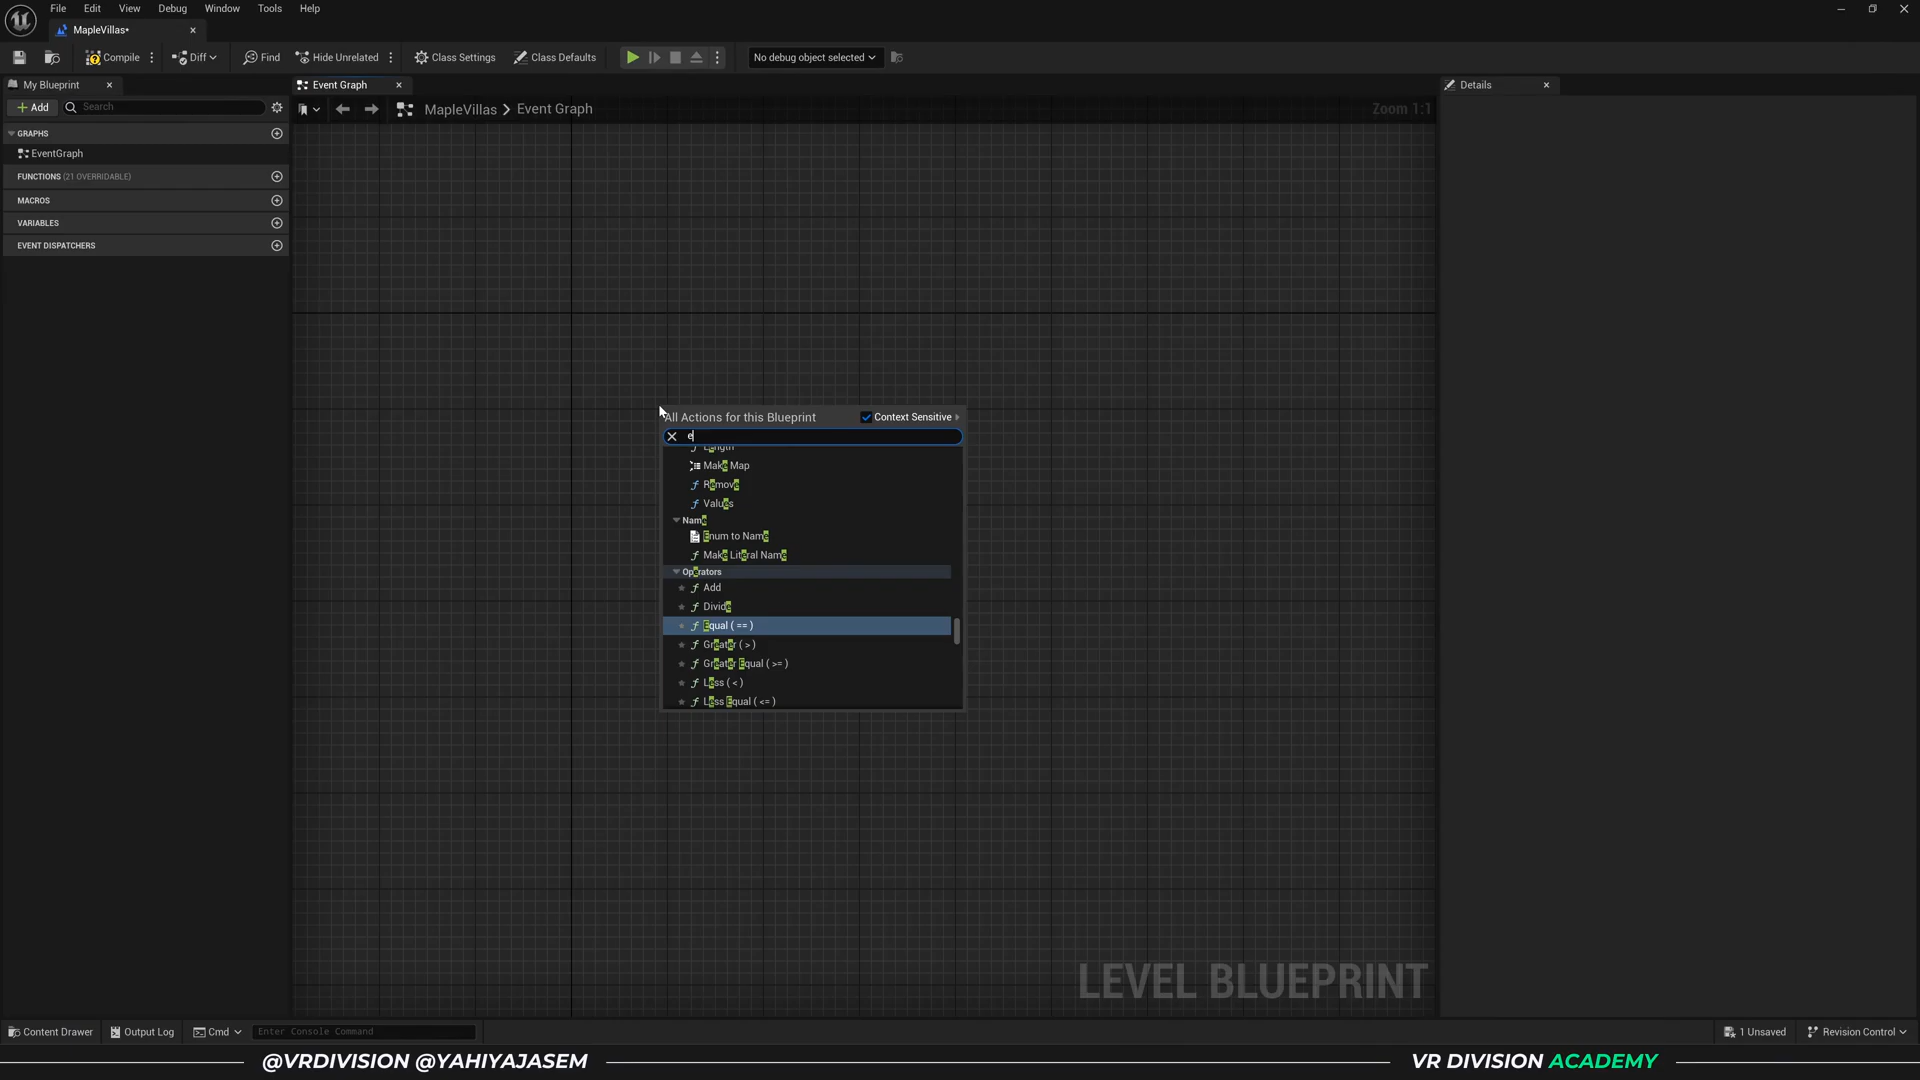 File Edit View Debug Window Tools Help
MapleVillas*
Compile Diff Find Hide Unrelated Class Settings Class Defaults No debug object selected
My Blueprint Event Graph Details
Add Search MapleVillas > Event Graph Zoom 1:1
GRAPHS
EventGraph
FUNCTIONS (21 OVERRIDABLE)
MACROS
VARIABLES
EVENT DISPATCHERS
All Actions for this Blueprint Context Sensitive
e
Length
Make Map
Remove
Values
Name
Enum to Name
Make Literal Name
Operators
Add
Divide
Equal ( == )
Greater ( > )
Greater Equal ( >= )
Less ( < )
Less Equal ( <= )
LEVEL BLUEPRINT
Content Drawer Output Log Cmd Enter Console Command 1 Unsaved Revision Control
@VRDIVISION @YAHIYAJASEM VR DIVISION ACADEMY